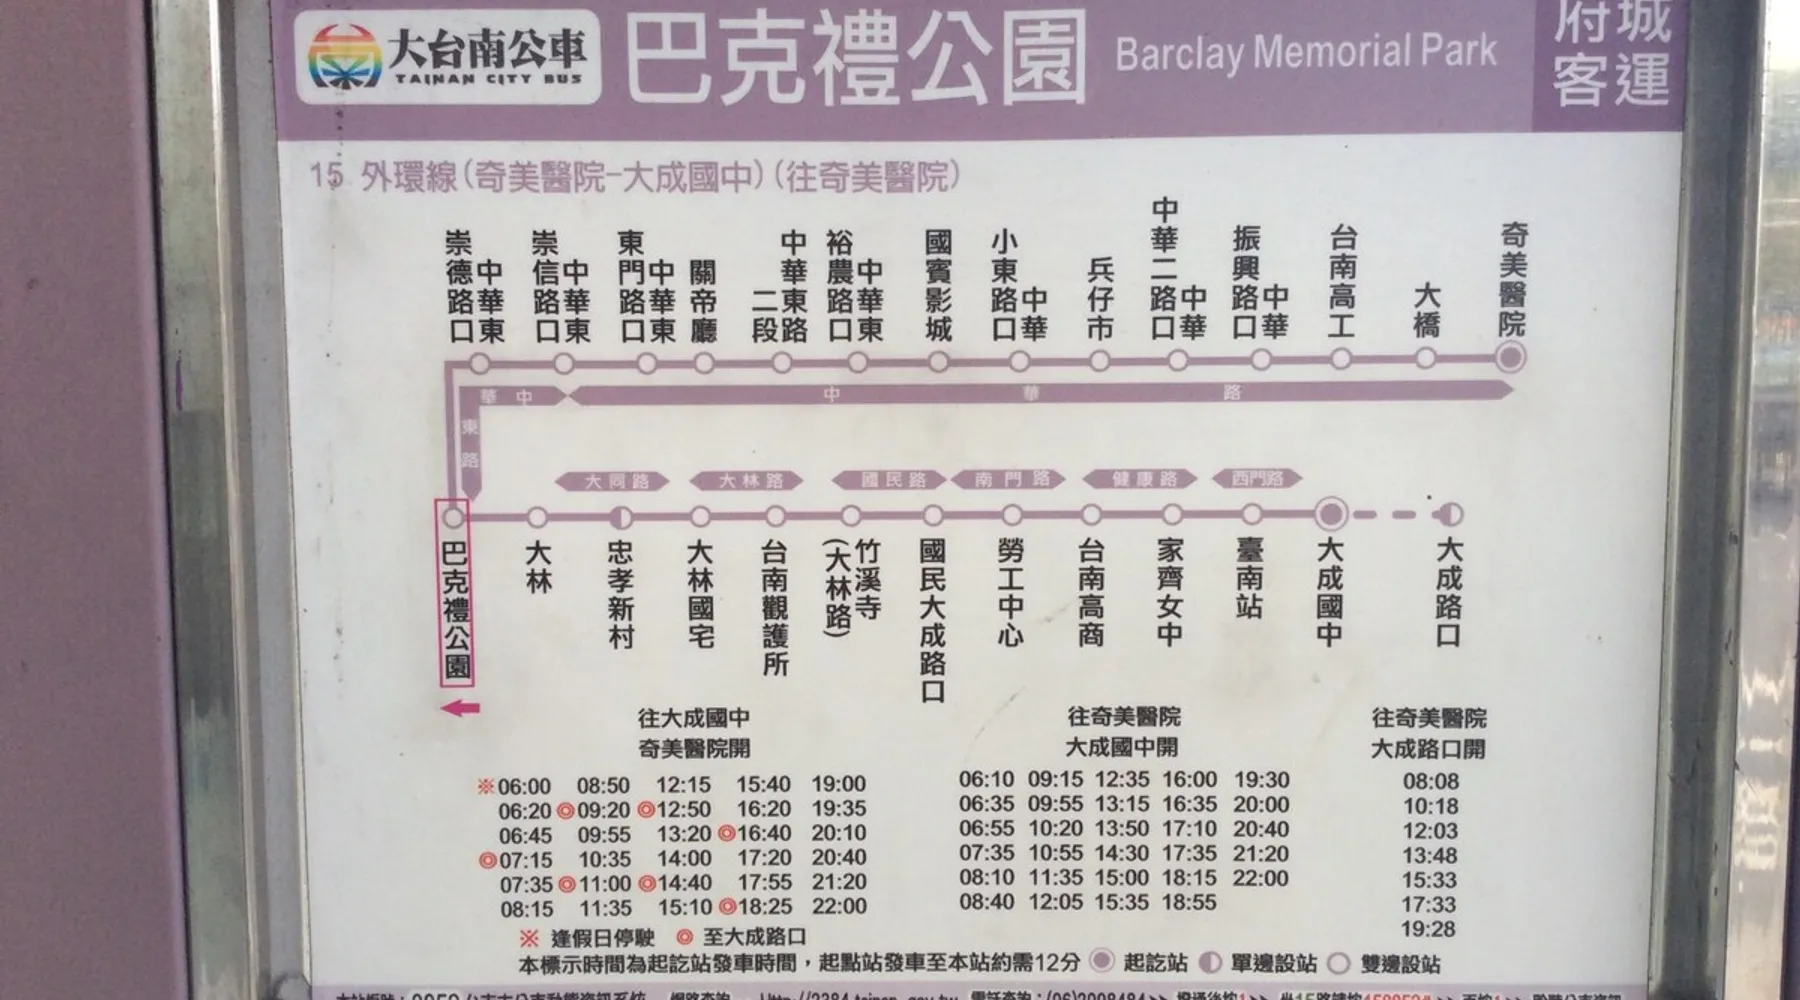 大台南公車
TAINAN CITY BUS
巴克禮公園
Barclay Memorial Park
府城
客運
15 外環線(奇美醫院-大成國中)(往奇美醫院)
崇德路口 中華東
崇信路口 中華東
東門路口 中華東
關帝廳
中華東路二段
裕農路口 中華東
國賓影城
小東路口 中華
兵仔市
中華二路口 中華
振興路口 中華
台南高工
大橋
奇美醫院
華中 中華路
東路
大同路 大林路 國民路 南門路 健康路 西門路
巴克禮公園
大林
忠孝新村
大林國宅
台南觀護所
竹溪寺(大林路)
國民大成路口
勞工中心
台南高商
家齊女中
臺南站
大成國中
大成路口
往大成國中
奇美醫院開
※06:00 08:50 12:15 15:40 19:00
06:20 ◎09:20 ◎12:50 16:20 19:35
06:45 09:55 13:20 ◎16:40 20:10
◎07:15 10:35 14:00 17:20 20:40
07:35 ◎11:00 ◎14:40 17:55 21:20
08:15 11:35 15:10 ◎18:25 22:00
往奇美醫院
大成國中開
06:10 09:15 12:35 16:00 19:30
06:35 09:55 13:15 16:35 20:00
06:55 10:20 13:50 17:10 20:40
07:35 10:55 14:30 17:35 21:20
08:10 11:35 15:00 18:15 22:00
08:40 12:05 15:35 18:55
往奇美醫院
大成路口開
08:08
10:18
12:03
13:48
15:33
17:33
19:28
※ 逢假日停駛 ◎ 至大成路口
本標示時間為起訖站發車時間，起點站發車至本站約需12分 起訖站 單邊設站 雙邊設站